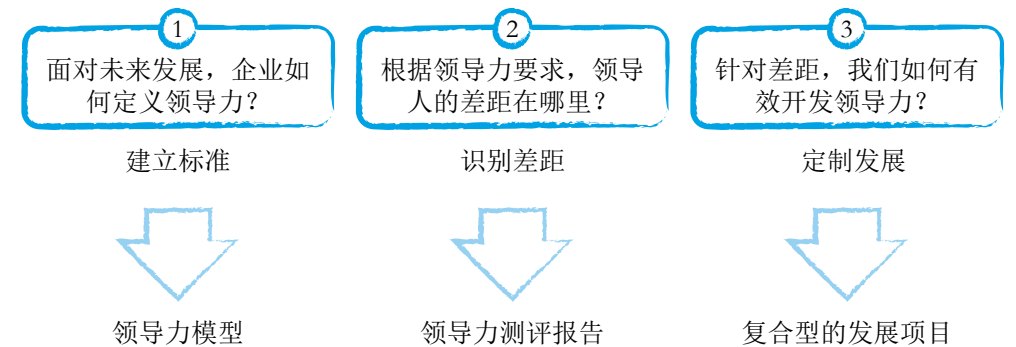 1
面对未来发展，企业如
何定义领导力？
建立标准
领导力模型
2
根据领导力要求，领导
人的差距在哪里？
识别差距
领导力测评报告
3
针对差距，我们如何有
效开发领导力？
定制发展
复合型的发展项目